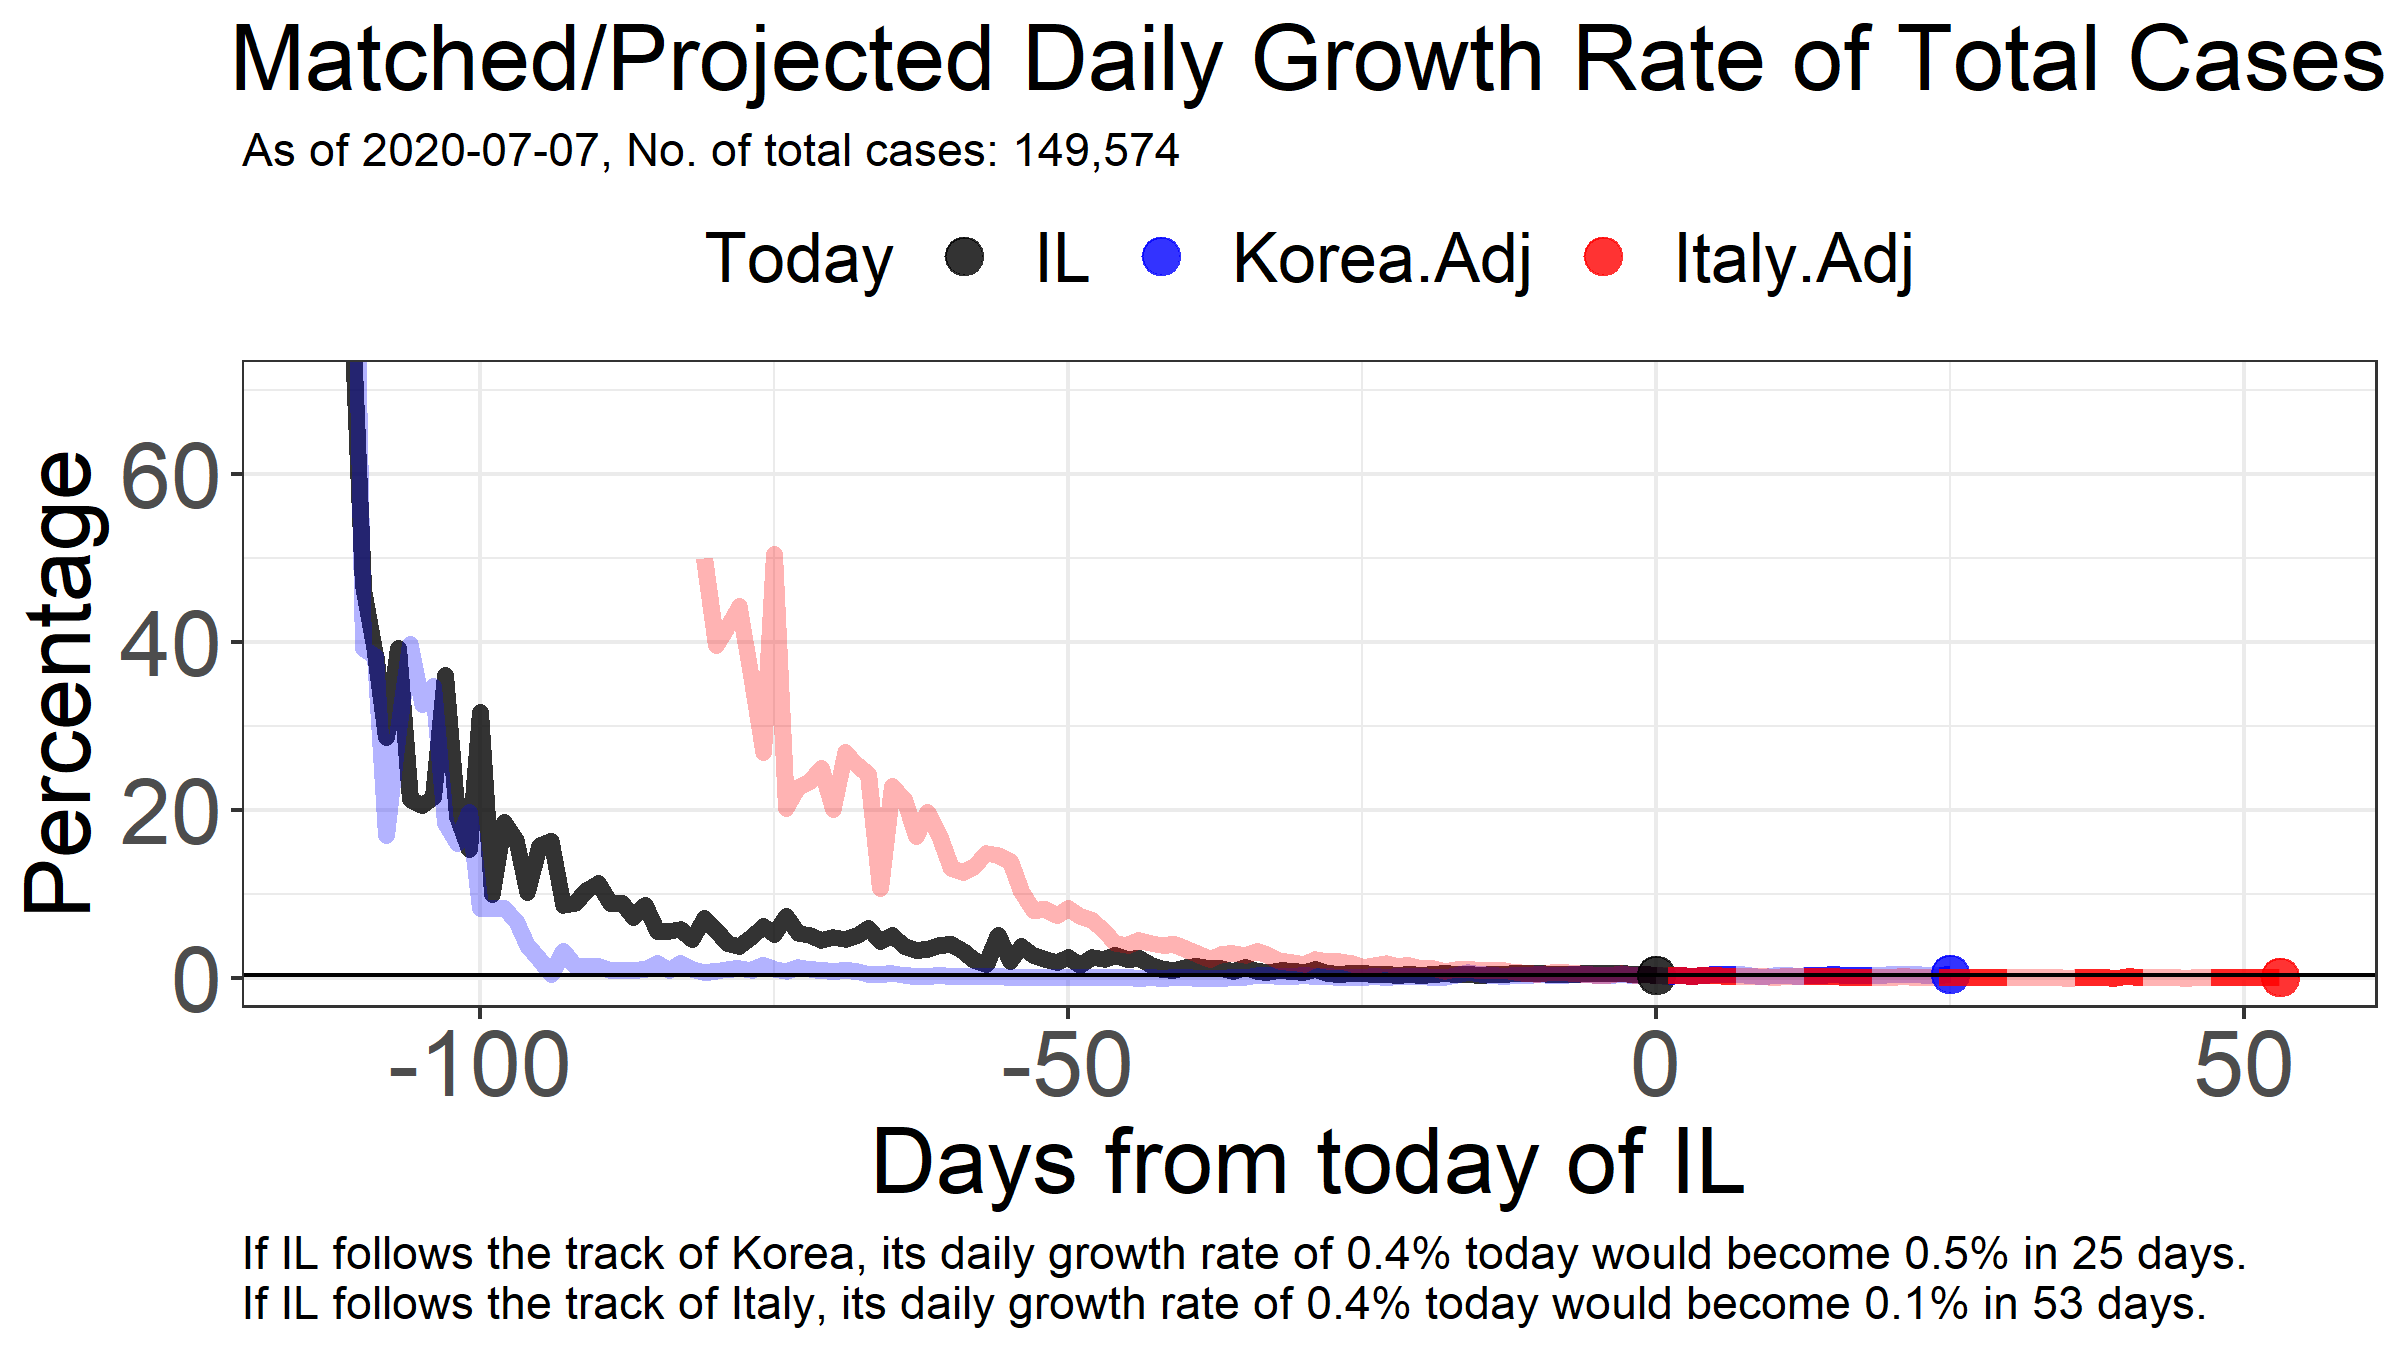 Matched/Projected Daily Growth Rate of Total Cases
As of 2020-07-07, No. of total cases: 149,574
Today IL Korea.Adj Italy.Adj
Percentage
60
40
20
0
-100 -50 0 50
Days from today of IL
If IL follows the track of Korea, its daily growth rate of 0.4% today would become 0.5% in 25 days.
If IL follows the track of Italy, its daily growth rate of 0.4% today would become 0.1% in 53 days.